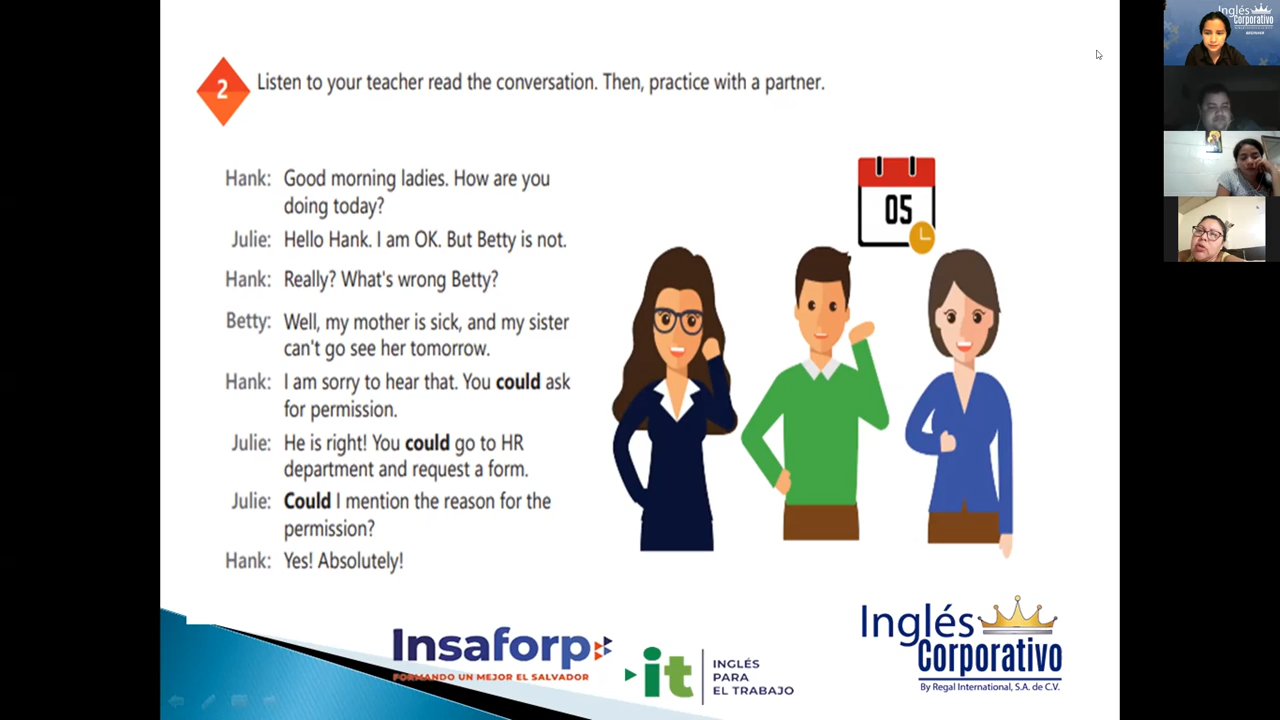 2
Listen to your teacher read the conversation. Then, practice with a partner.
Hank: Good morning ladies. How are you
doing today?
Julie: Hello Hank. I am OK. But Betty is not.
Hank: Really? What's wrong Betty?
Betty: Well, my mother is sick, and my sister
can't go see her tomorrow.
Hank: I am sorry to hear that. You could ask
for permission.
Julie: He is right! You could go to HR
department and request a form.
Julie: Could I mention the reason for the
permission?
Hank: Yes! Absolutely!
05
Insaforp
FORMANDO UN MEJOR EL SALVADOR
it
INGLÉS
PARA
EL TRABAJO
Inglés
Corporativo
By Regal International, S.A. de C.V.
Inglés
Corporativo
BEGINNER